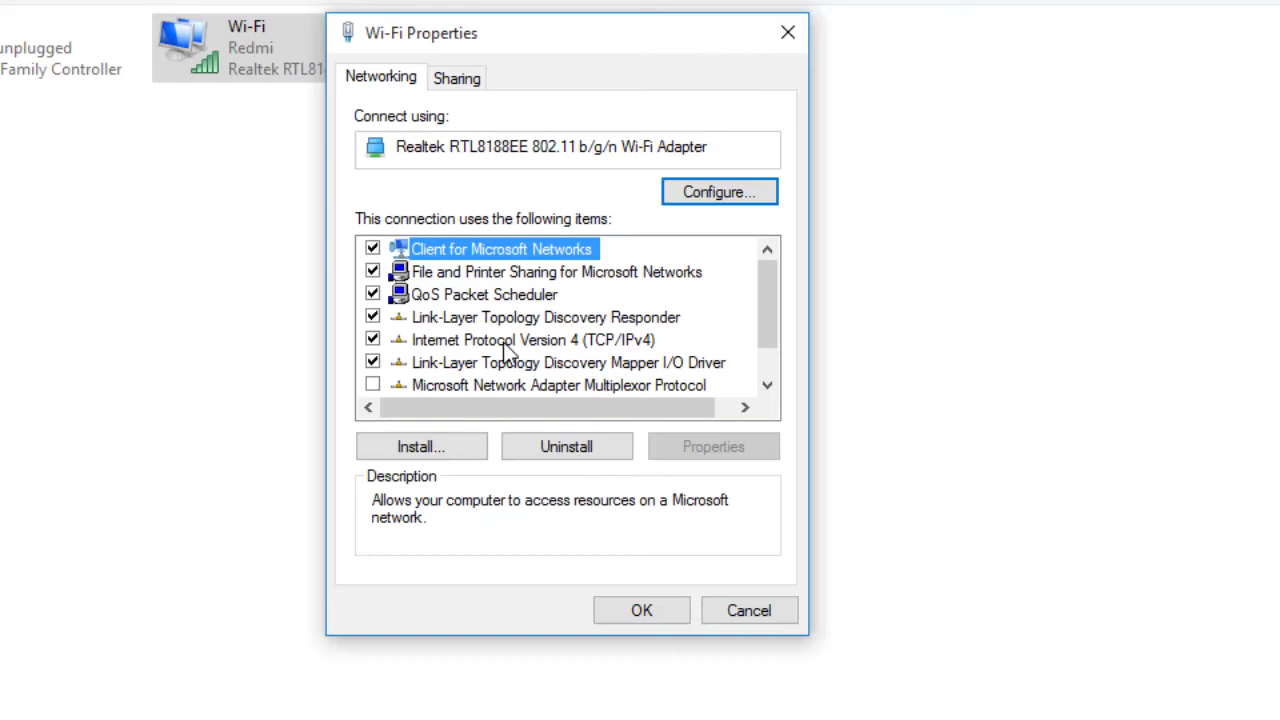 unplugged
Family Controller
Wi-Fi
Redmi
Realtek RTL81
Wi-Fi Properties
Networking
Sharing
Connect using:
Realtek RTL8188EE 802.11 b/g/n Wi-Fi Adapter
Configure...
This connection uses the following items:
Client for Microsoft Networks
File and Printer Sharing for Microsoft Networks
QoS Packet Scheduler
Link-Layer Topology Discovery Responder
Internet Protocol Version 4 (TCP/IPv4)
Link-Layer Topology Discovery Mapper I/O Driver
Microsoft Network Adapter Multiplexor Protocol
Install...
Uninstall
Properties
Description
Allows your computer to access resources on a Microsoft
network.
OK
Cancel